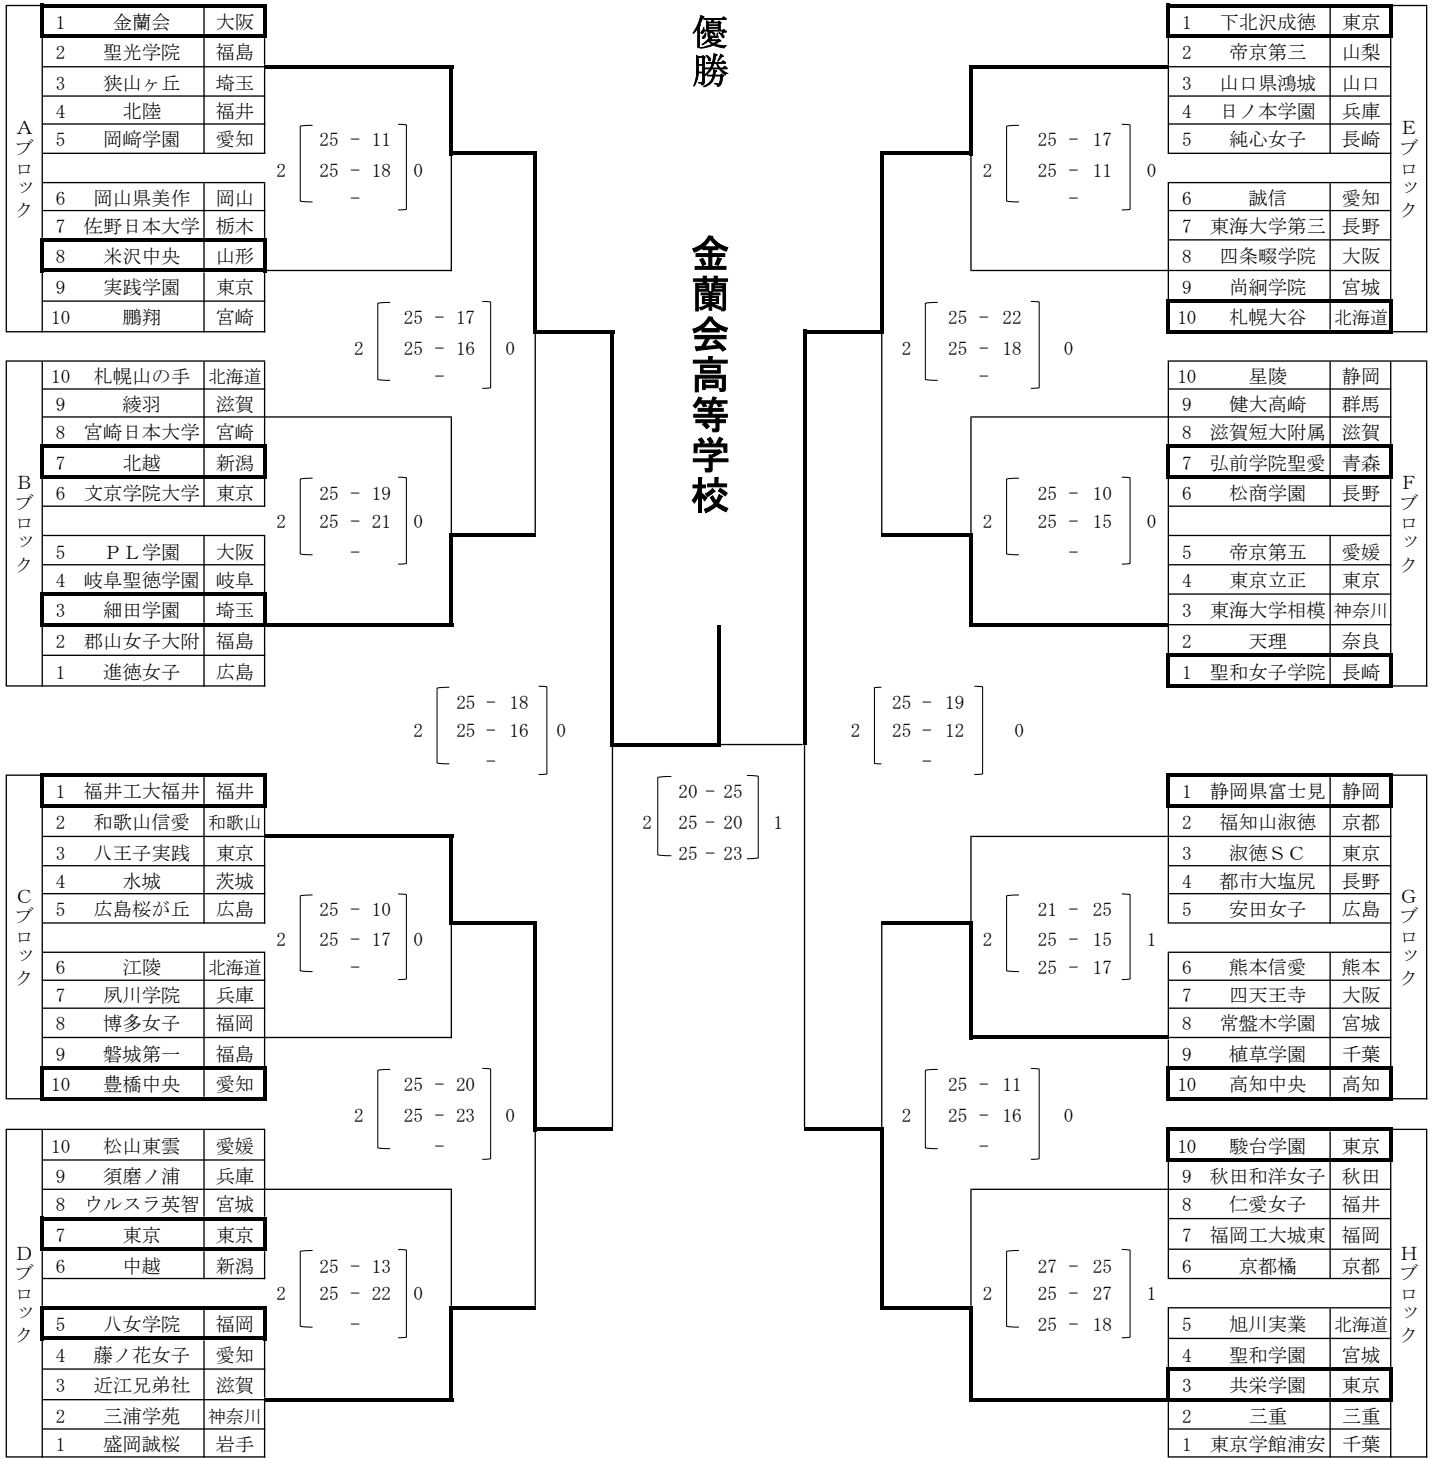 優勝
金蘭会高等学校
Aブロック
1 金蘭会 大阪
2 聖光学院 福島
3 狭山ヶ丘 埼玉
4 北陸 福井
5 岡﨑学園 愛知
6 岡山県美作 岡山
7 佐野日本大学 栃木
8 米沢中央 山形
9 実践学園 東京
10 鵬翔 宮崎
2 25 - 11 0
25 - 18
-
2 25 - 17 0
25 - 16
-
Bブロック
10 札幌山の手 北海道
9 綾羽 滋賀
8 宮崎日本大学 宮崎
7 北越 新潟
6 文京学院大学 東京
5 ＰＬ学園 大阪
4 岐阜聖徳学園 岐阜
3 細田学園 埼玉
2 郡山女子大附 福島
1 進徳女子 広島
2 25 - 19 0
25 - 21
-
2 25 - 18 0
25 - 16
-
Cブロック
1 福井工大福井 福井
2 和歌山信愛 和歌山
3 八王子実践 東京
4 水城 茨城
5 広島桜が丘 広島
6 江陵 北海道
7 夙川学院 兵庫
8 博多女子 福岡
9 磐城第一 福島
10 豊橋中央 愛知
2 25 - 10 0
25 - 17
-
2 25 - 20 0
25 - 23
-
Dブロック
10 松山東雲 愛媛
9 須磨ノ浦 兵庫
8 ウルスラ英智 宮城
7 東京 東京
6 中越 新潟
5 八女学院 福岡
4 藤ノ花女子 愛知
3 近江兄弟社 滋賀
2 三浦学苑 神奈川
1 盛岡誠桜 岩手
2 25 - 13 0
25 - 22
-
2 20 - 25 1
25 - 20
25 - 23
Eブロック
1 下北沢成徳 東京
2 帝京第三 山梨
3 山口県鴻城 山口
4 日ノ本学園 兵庫
5 純心女子 長崎
6 誠信 愛知
7 東海大学第三 長野
8 四条畷学院 大阪
9 尚絅学院 宮城
10 札幌大谷 北海道
2 25 - 17 0
25 - 11
-
2 25 - 22 0
25 - 18
-
Fブロック
10 星陵 静岡
9 健大高崎 群馬
8 滋賀短大附属 滋賀
7 弘前学院聖愛 青森
6 松商学園 長野
5 帝京第五 愛媛
4 東京立正 東京
3 東海大学相模 神奈川
2 天理 奈良
1 聖和女子学院 長崎
2 25 - 10 0
25 - 15
-
2 25 - 19 0
25 - 12
-
Gブロック
1 静岡県富士見 静岡
2 福知山淑徳 京都
3 淑徳ＳＣ 東京
4 都市大塩尻 長野
5 安田女子 広島
6 熊本信愛 熊本
7 四天王寺 大阪
8 常盤木学園 宮城
9 植草学園 千葉
10 高知中央 高知
2 21 - 25 1
25 - 15
25 - 17
2 25 - 11 0
25 - 16
-
Hブロック
10 駿台学園 東京
9 秋田和洋女子 秋田
8 仁愛女子 福井
7 福岡工大城東 福岡
6 京都橘 京都
5 旭川実業 北海道
4 聖和学園 宮城
3 共栄学園 東京
2 三重 三重
1 東京学館浦安 千葉
2 27 - 25 1
25 - 27
25 - 18